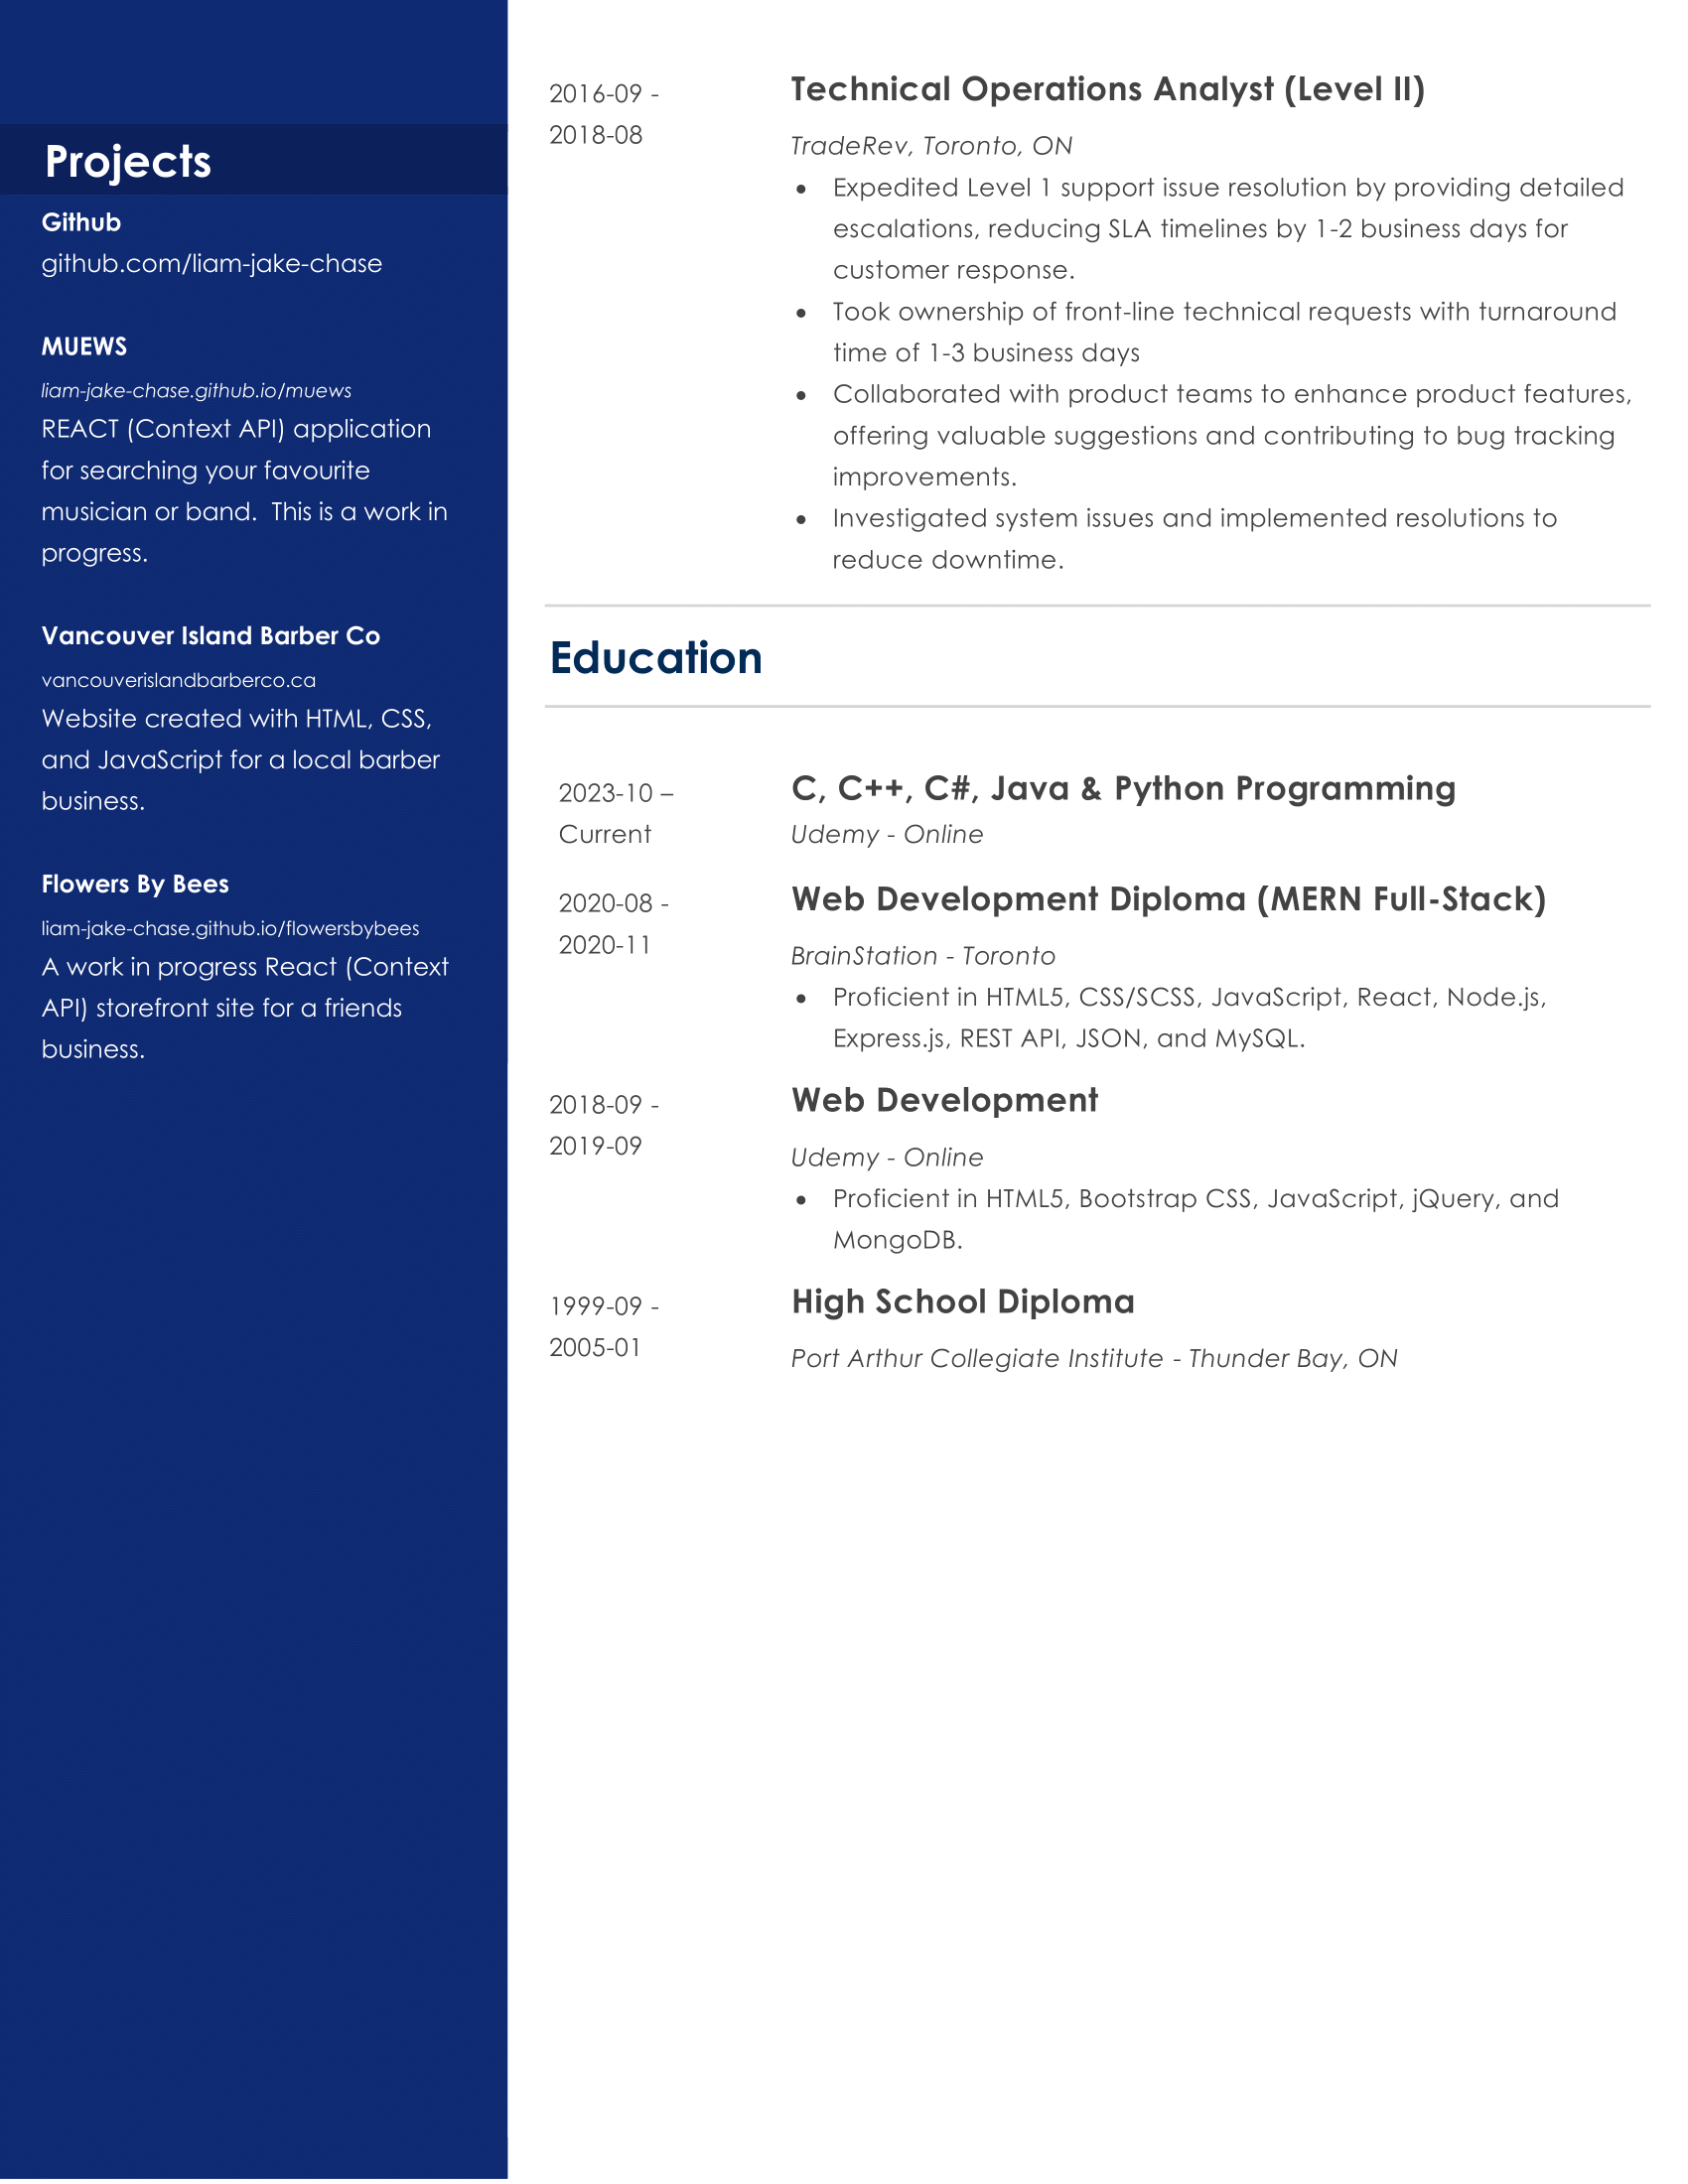 Projects
Github
github.com/liam-jake-chase
MUEWS
liam-jake-chase.github.io/muews
REACT (Context API) application
for searching your favourite
musician or band.  This is a work in
progress.
Vancouver Island Barber Co
vancouverislandbarberco.ca
Website created with HTML, CSS,
and JavaScript for a local barber
business.
Flowers By Bees
liam-jake-chase.github.io/flowersbybees
A work in progress React (Context
API) storefront site for a friends
business.
2016-09 -
2018-08
Technical Operations Analyst (Level II)
TradeRev, Toronto, ON
• Expedited Level 1 support issue resolution by providing detailed
escalations, reducing SLA timelines by 1-2 business days for
customer response.
• Took ownership of front-line technical requests with turnaround
time of 1-3 business days
• Collaborated with product teams to enhance product features,
offering valuable suggestions and contributing to bug tracking
improvements.
• Investigated system issues and implemented resolutions to
reduce downtime.
Education
2023-10 –
Current
C, C++, C#, Java & Python Programming
Udemy - Online
2020-08 -
2020-11
Web Development Diploma (MERN Full-Stack)
BrainStation - Toronto
• Proficient in HTML5, CSS/SCSS, JavaScript, React, Node.js,
Express.js, REST API, JSON, and MySQL.
2018-09 -
2019-09
Web Development
Udemy - Online
• Proficient in HTML5, Bootstrap CSS, JavaScript, jQuery, and
MongoDB.
1999-09 -
2005-01
High School Diploma
Port Arthur Collegiate Institute - Thunder Bay, ON